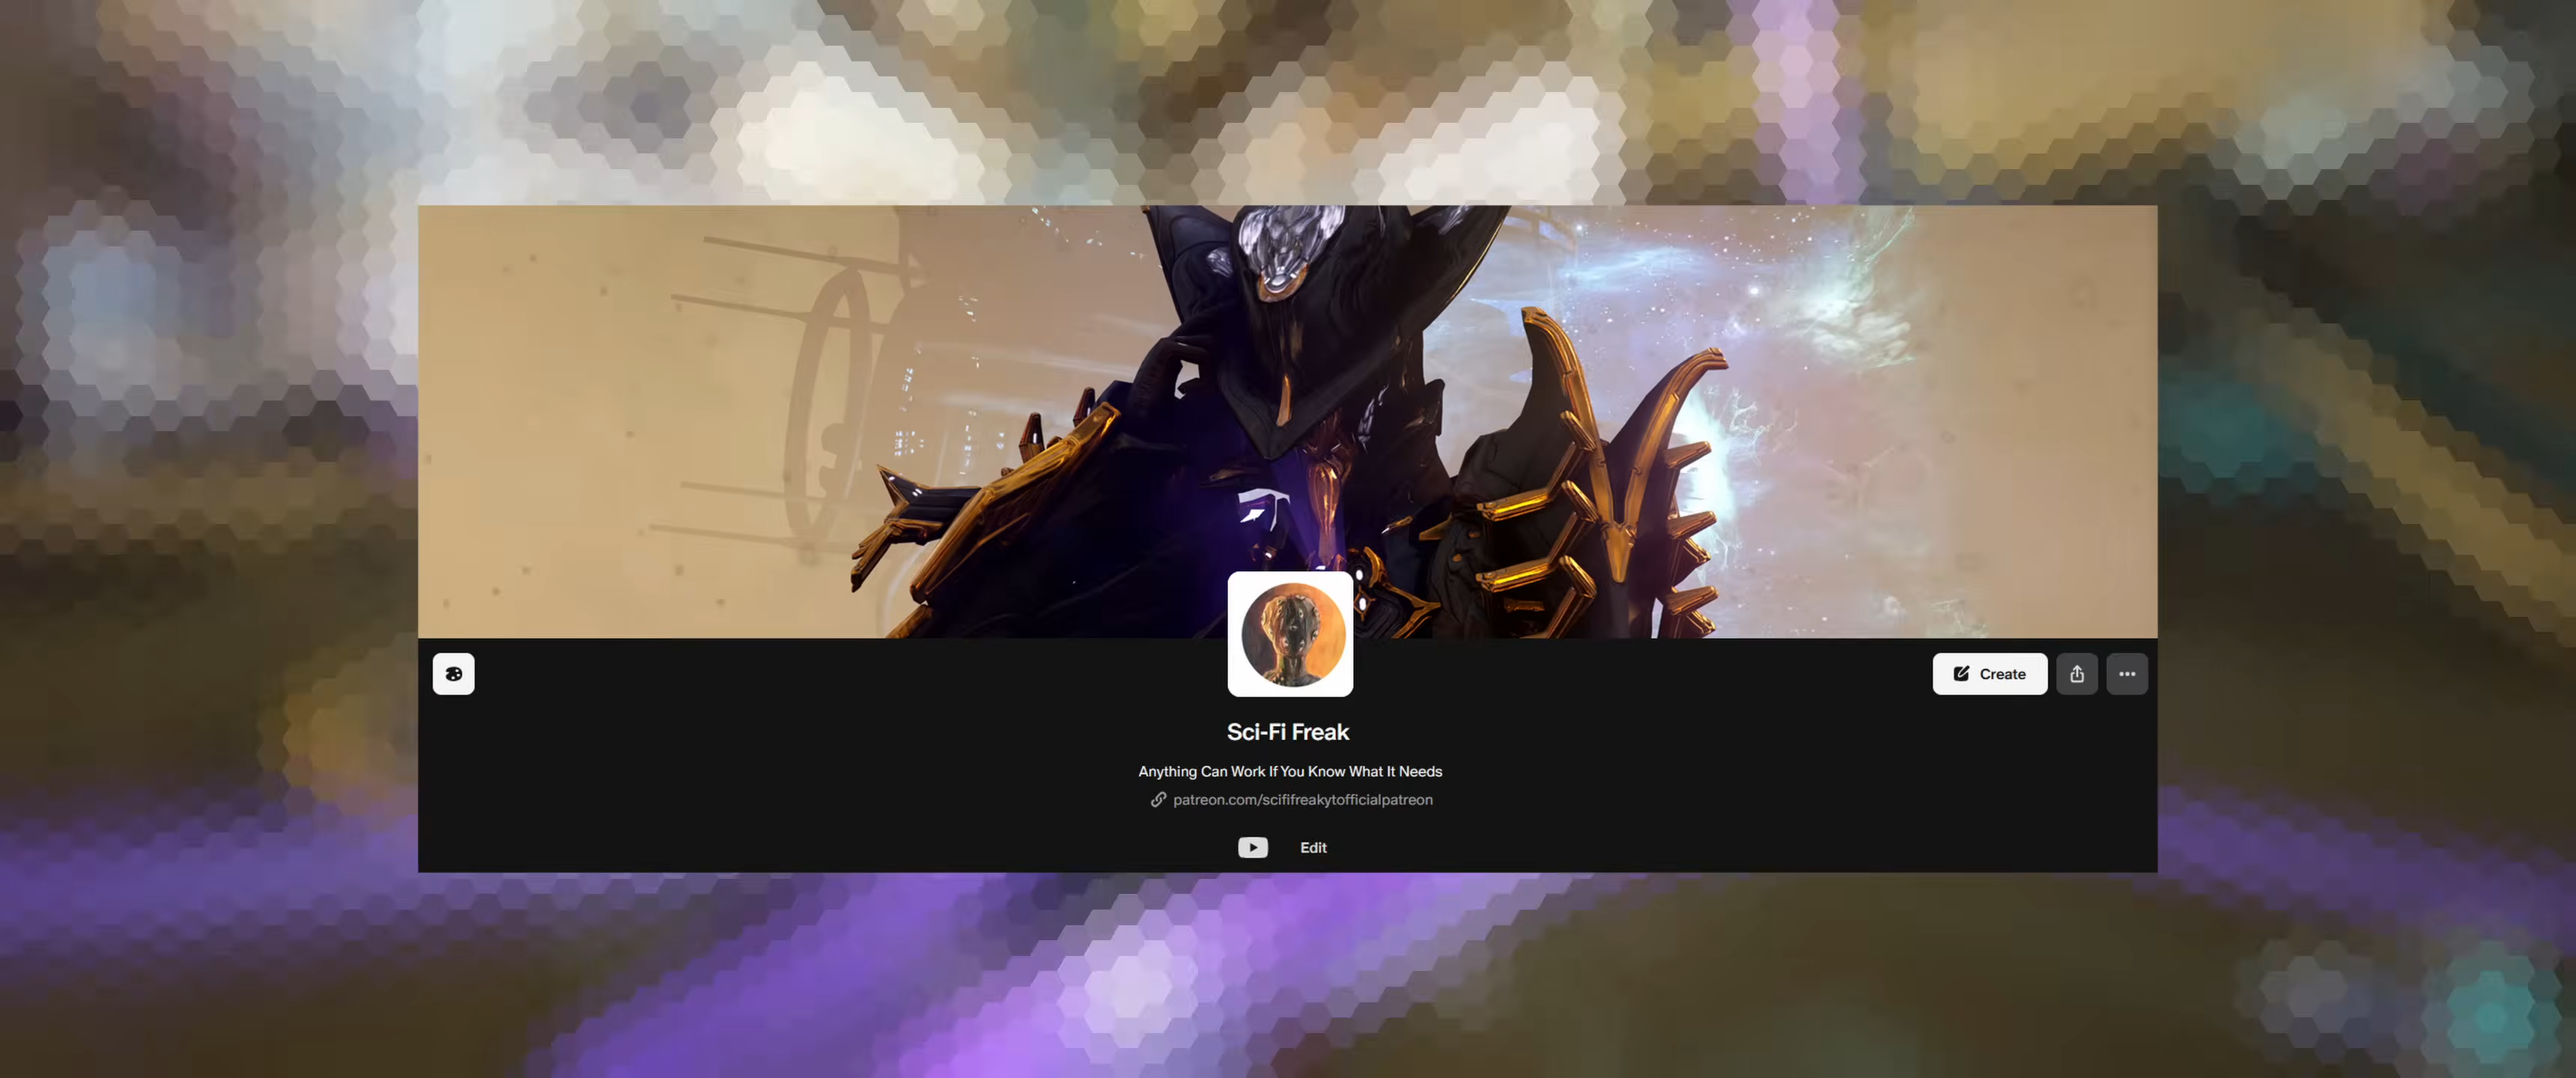 Create
Sci-Fi Freak
Anything Can Work If You Know What It Needs
patreon.com/scififreakytofficialpatreon
Edit